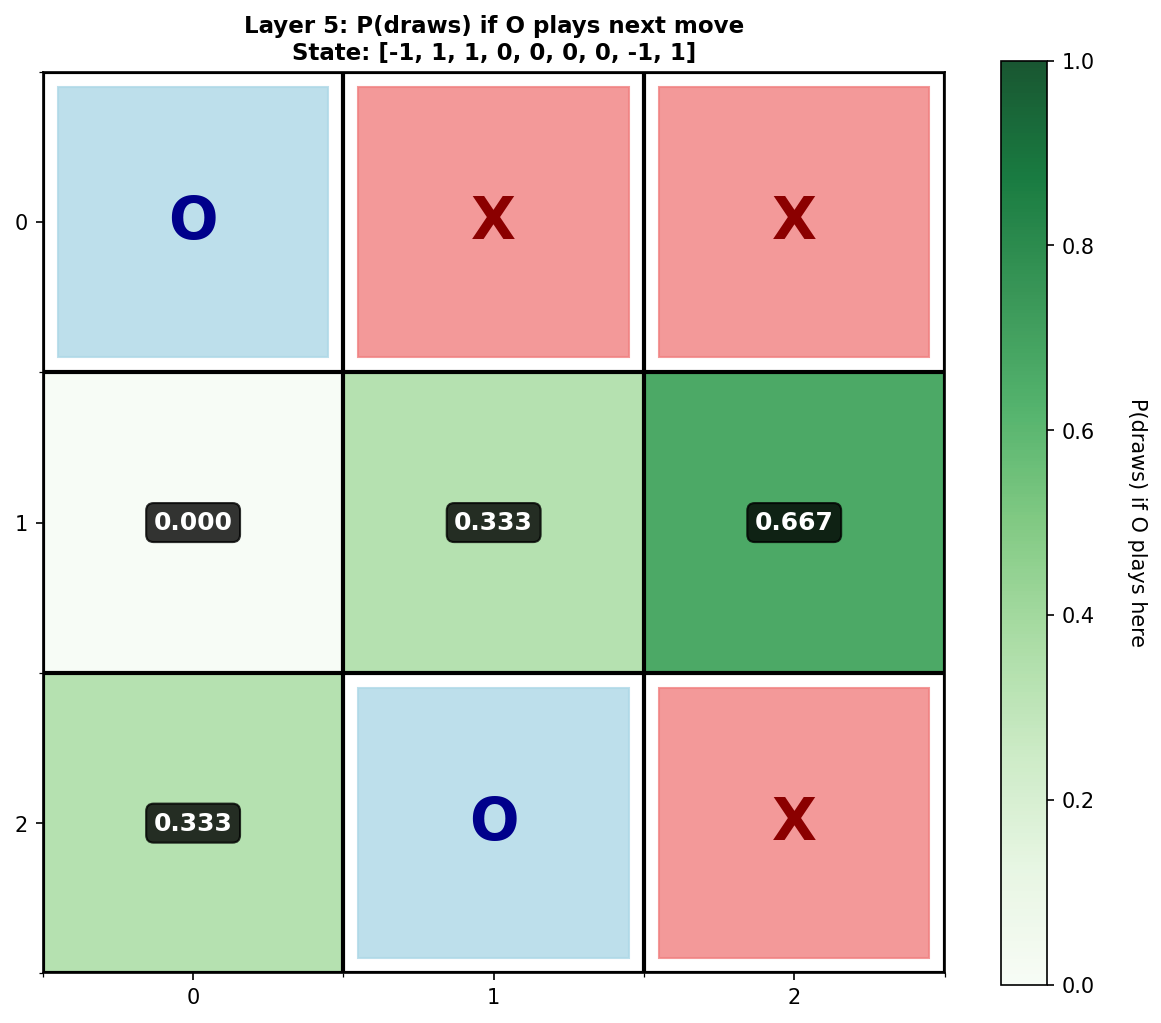 Layer 5: P(draws) if O plays next move
State: [-1, 1, 1, 0, 0, 0, 0, -1, 1]
0
O
X
X
1
0.000
0.333
0.667
2
0.333
O
X
0
1
2
1.0
0.8
0.6
0.4
0.2
0.0
P(draws) if O plays here